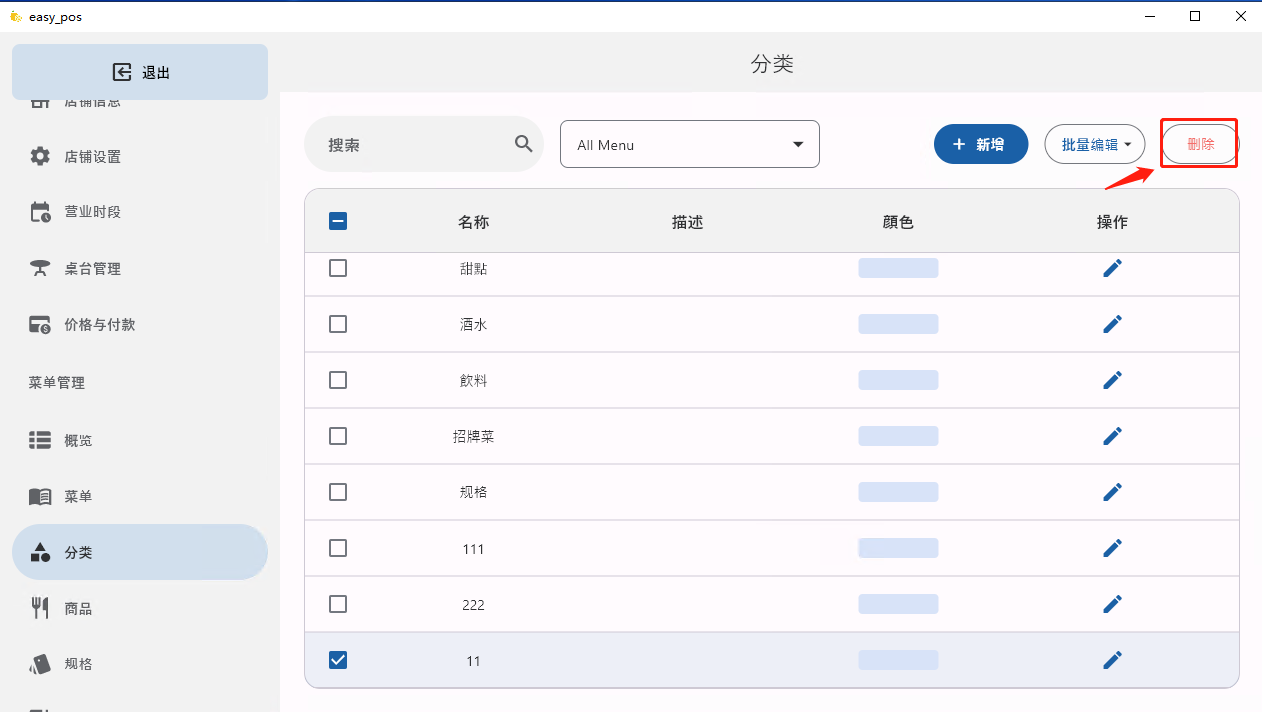 easy_pos
退出
分类
店铺信息
搜索
All Menu
新增
批量编辑
删除
店铺设置
营业时段
桌台管理
价格与付款
菜单管理
概览
菜单
分类
商品
规格
名称
描述
顔色
操作
甜點
酒水
飲料
招牌菜
规格
111
222
11